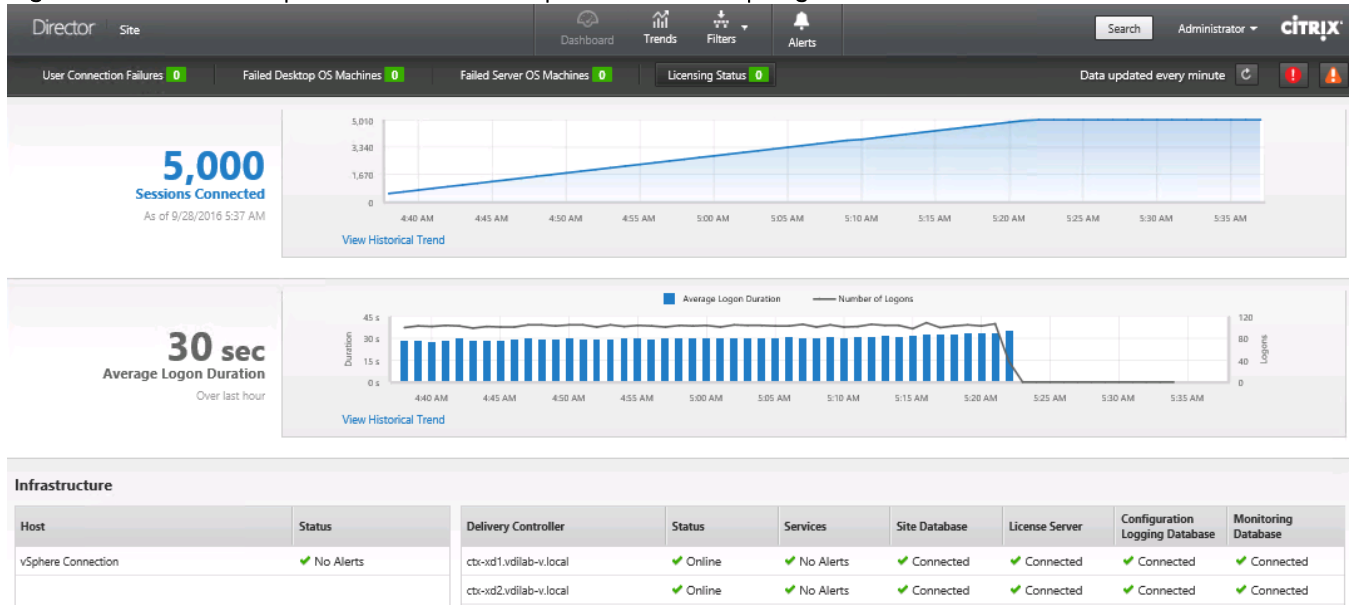 Director Site
Dashboard
Trends
Filters
Alerts
Search
Administrator
CİTRIX
User Connection Failures 0
Failed Desktop OS Machines 0
Failed Server OS Machines 0
Licensing Status 0
Data updated every minute
5,000
Sessions Connected
As of 9/28/2016 5:37 AM
5,010
3,340
1,670
0
4:40 AM 4:45 AM 4:50 AM 4:55 AM 5:00 AM 5:05 AM 5:10 AM 5:15 AM 5:20 AM 5:25 AM 5:30 AM 5:35 AM
View Historical Trend
30 sec
Average Logon Duration
Over last hour
Average Logon Duration Number of Logons
Duration
45 s
30 s
15 s
0 s
120
80
40
0
Logons
4:40 AM 4:45 AM 4:50 AM 4:55 AM 5:00 AM 5:05 AM 5:10 AM 5:15 AM 5:20 AM 5:25 AM 5:30 AM 5:35 AM
View Historical Trend
Infrastructure
Host Status
vSphere Connection No Alerts
Delivery Controller Status Services Site Database License Server Configuration Logging Database Monitoring Database
ctx-xd1.vdilab-v.local Online No Alerts Connected Connected Connected Connected
ctx-xd2.vdilab-v.local Online No Alerts Connected Connected Connected Connected